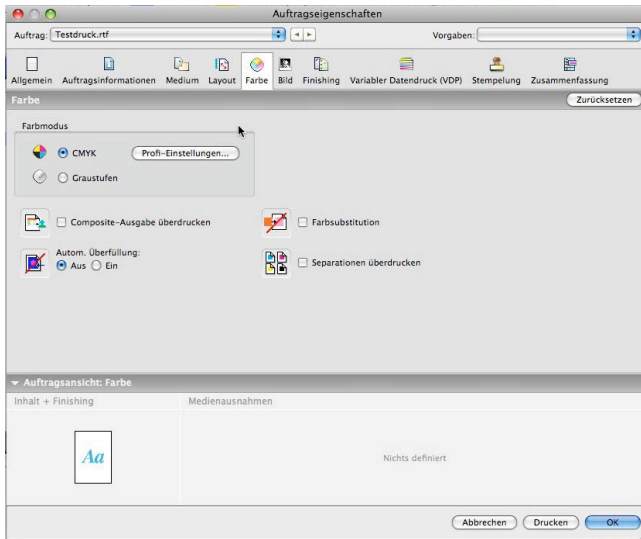 Auftragseigenschaften
Auftrag: Testdruck.rtf
Vorgaben:
Allgemein Auftragsinformationen Medium Layout Farbe Bild Finishing Variabler Datendruck (VDP) Stempelung Zusammenfassung
Farbe
Zurücksetzen
Farbmodus
CMYK
Profi-Einstellungen...
Graustufen
Composite-Ausgabe überdrucken
Farbsubstitution
Autom. Überfüllung:
Aus Ein
Separationen überdrucken
Auftragsansicht: Farbe
Inhalt + Finishing
Medienausnahmen
Aa
Nichts definiert
Abbrechen Drucken OK